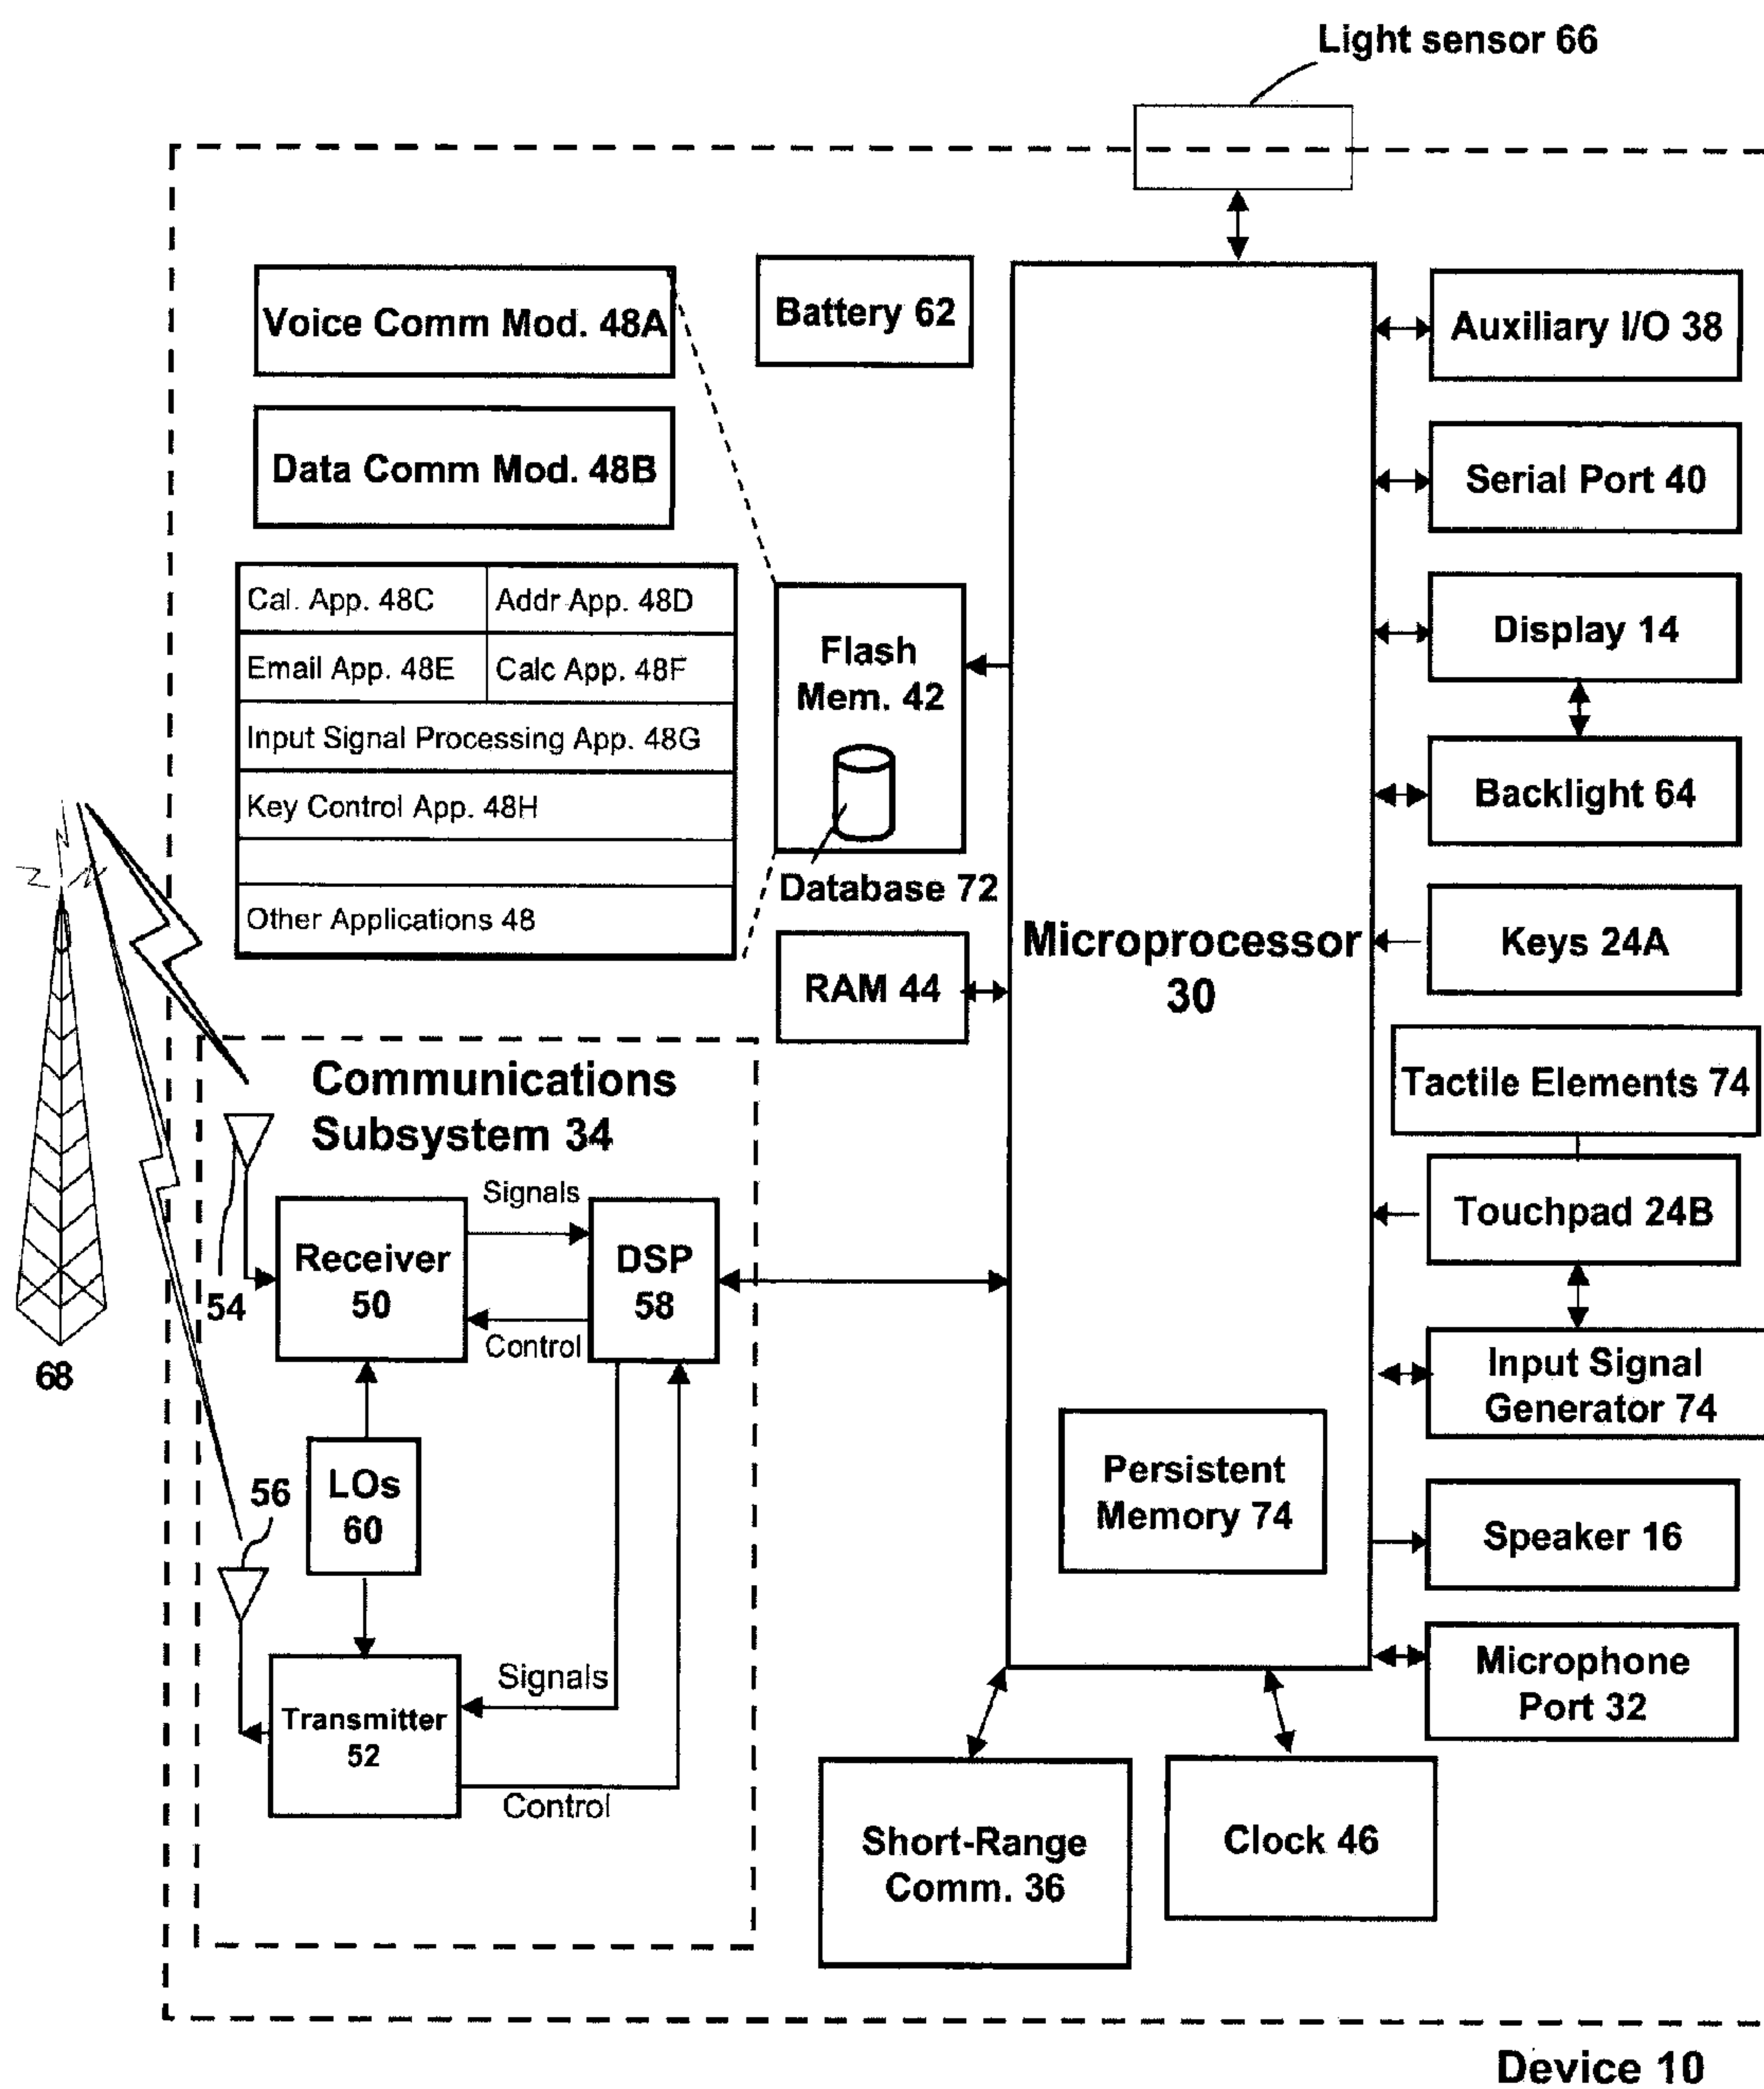 Light sensor 66
Voice Comm Mod. 48A
Battery 62
Auxiliary I/O 38
Data Comm Mod. 48B
Serial Port 40
Cal. App. 48C
Addr App. 48D
Email App. 48E
Calc App. 48F
Input Signal Processing App. 48G
Key Control App. 48H
Other Applications 48
Flash
Mem. 42
Database 72
RAM 44
Display 14
Backlight 64
Microprocessor
30
Keys 24A
Tactile Elements 74
Touchpad 24B
Input Signal
Generator 74
Persistent
Memory 74
Speaker 16
Microphone
Port 32
68
Communications
Subsystem 34
Signals
Receiver
50
DSP
58
54
Control
LOs
60
56
Signals
Transmitter
52
Control
Short-Range
Comm. 36
Clock 46
Device 10